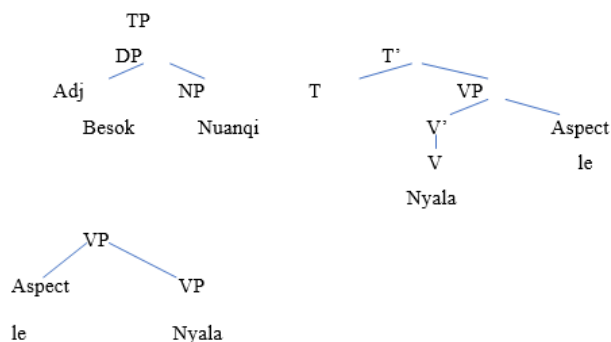 TP
DP T'
Adj NP T VP
Besok Nuanqi V' Aspect
V le
Nyala
VP
Aspect VP
le Nyala